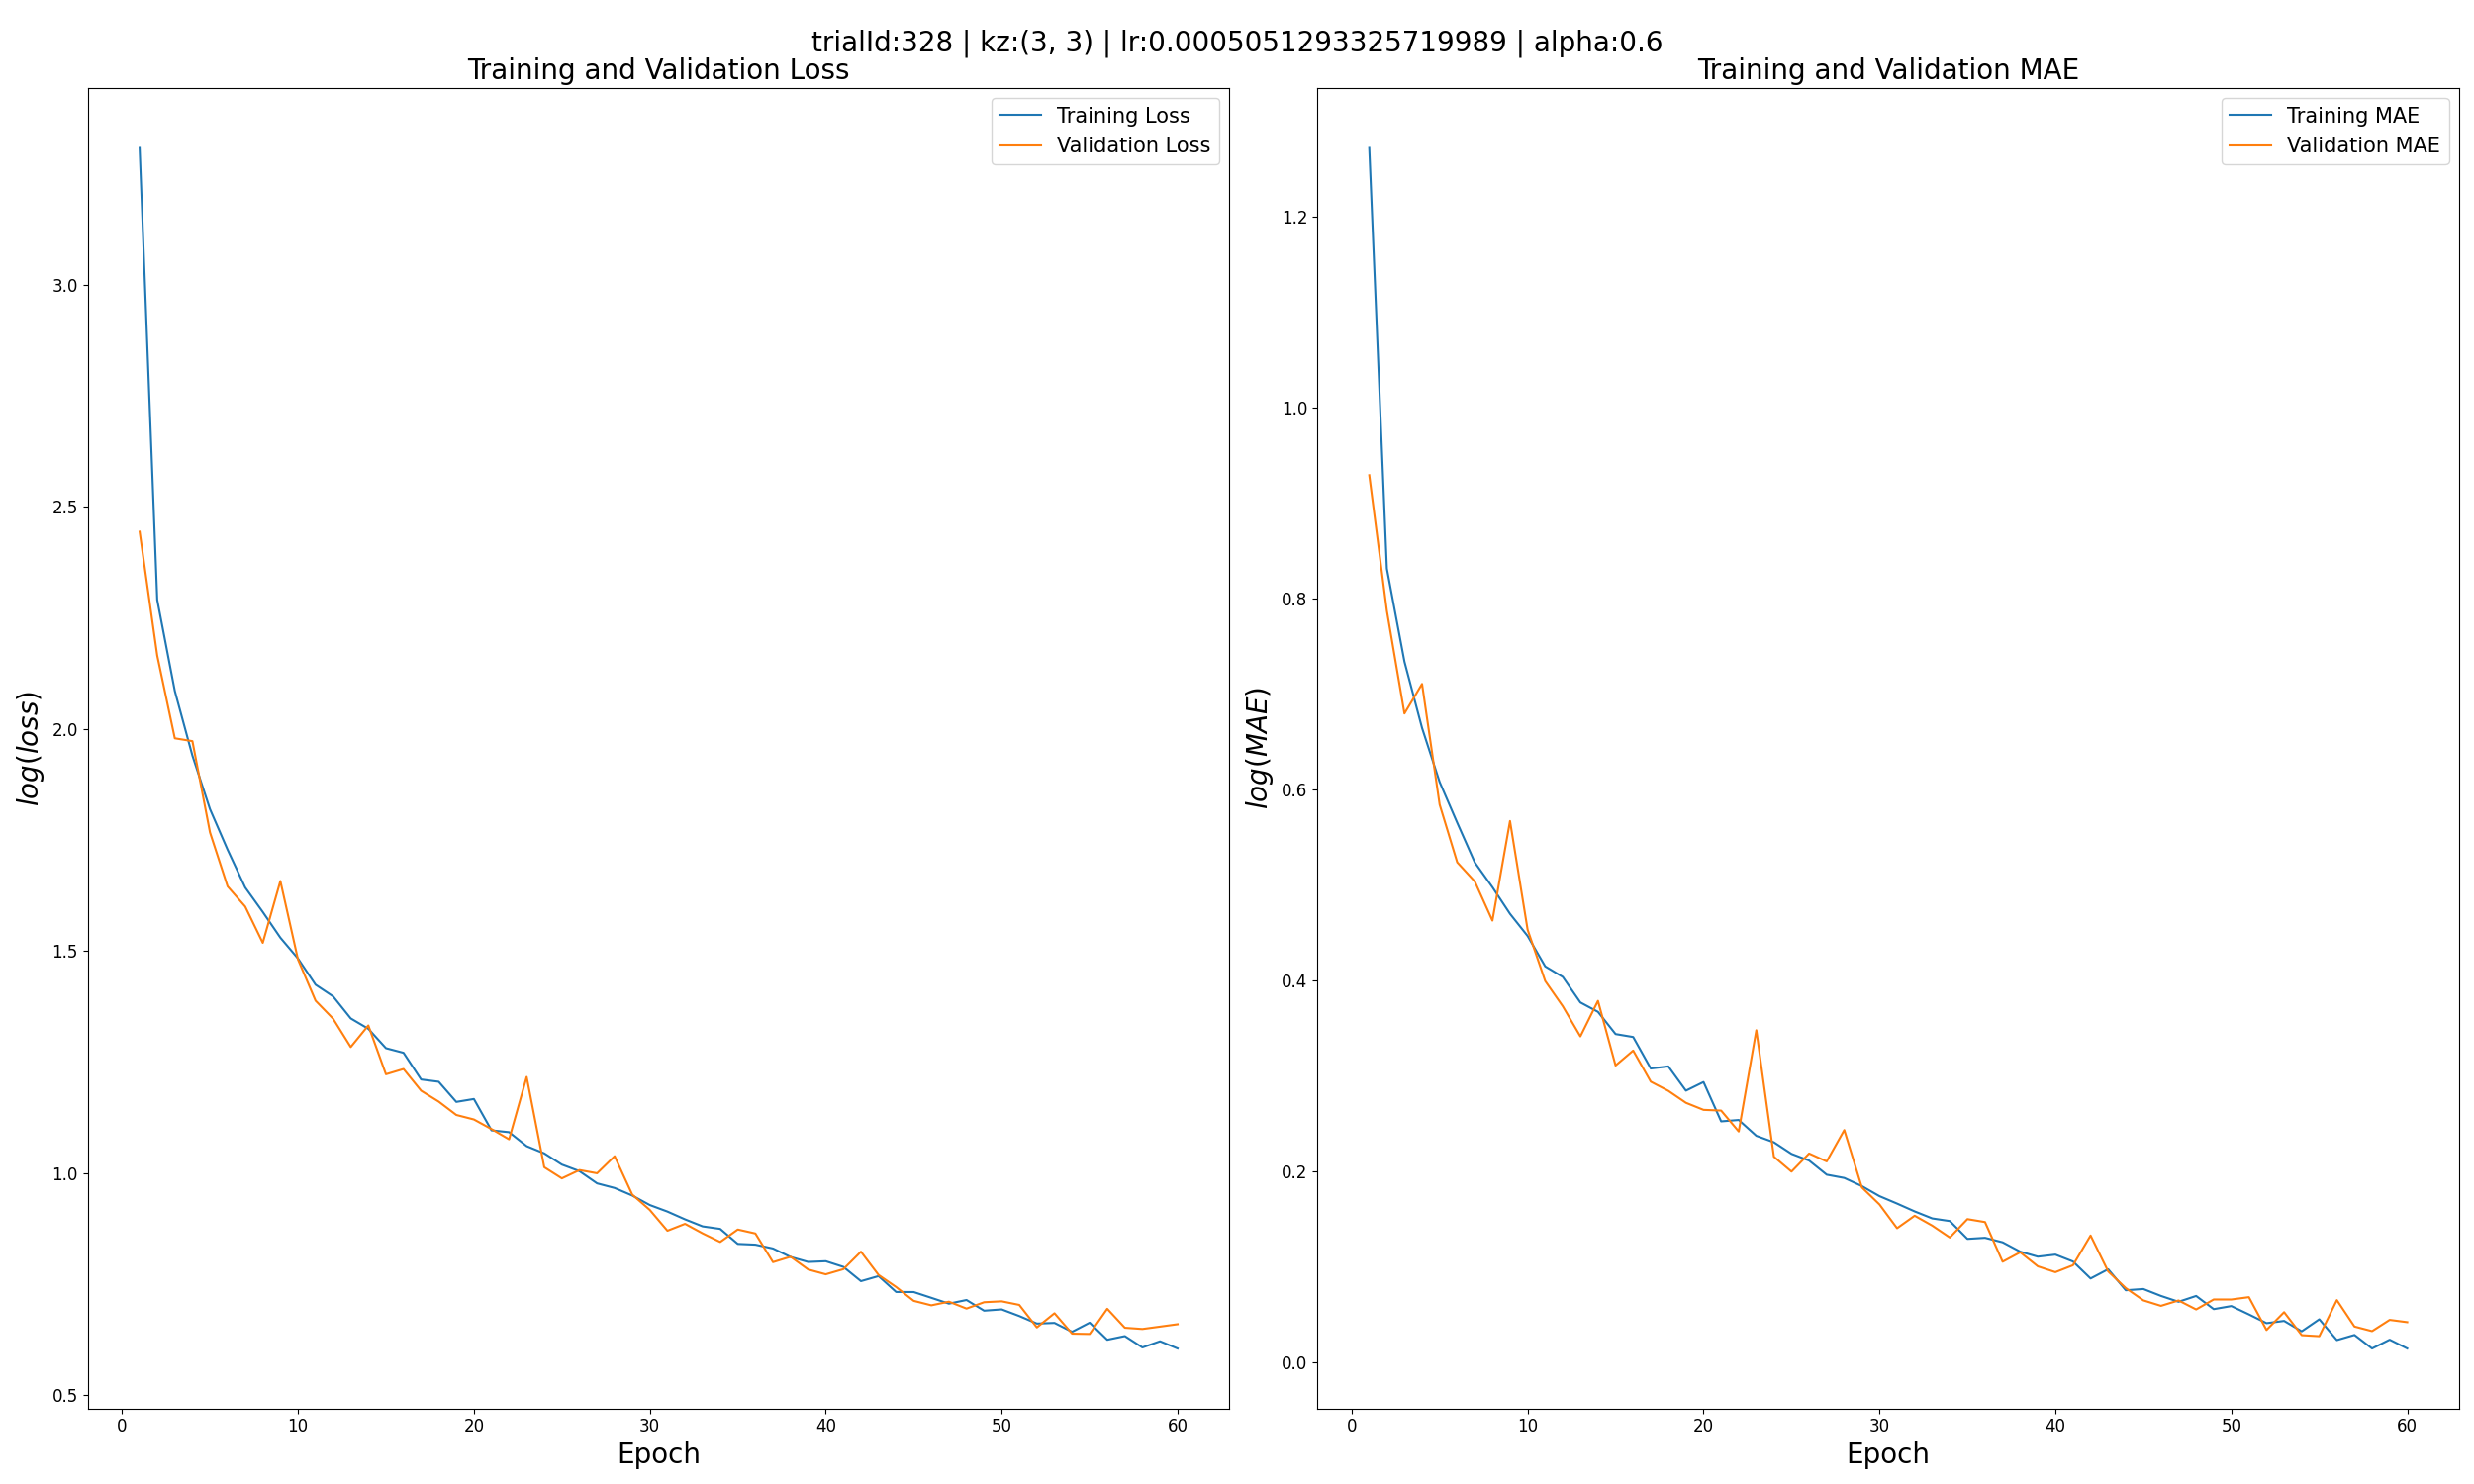 trialId:328 | kz:(3, 3) | lr:0.0005051293325719989 | alpha:0.6
Training and Validation Loss
Training Loss
Validation Loss
log(loss)
3.0
2.5
2.0
1.5
1.0
0.5
0 10 20 30 40 50 60
Epoch
Training and Validation MAE
Training MAE
Validation MAE
log(MAE)
1.2
1.0
0.8
0.6
0.4
0.2
0.0
0 10 20 30 40 50 60
Epoch